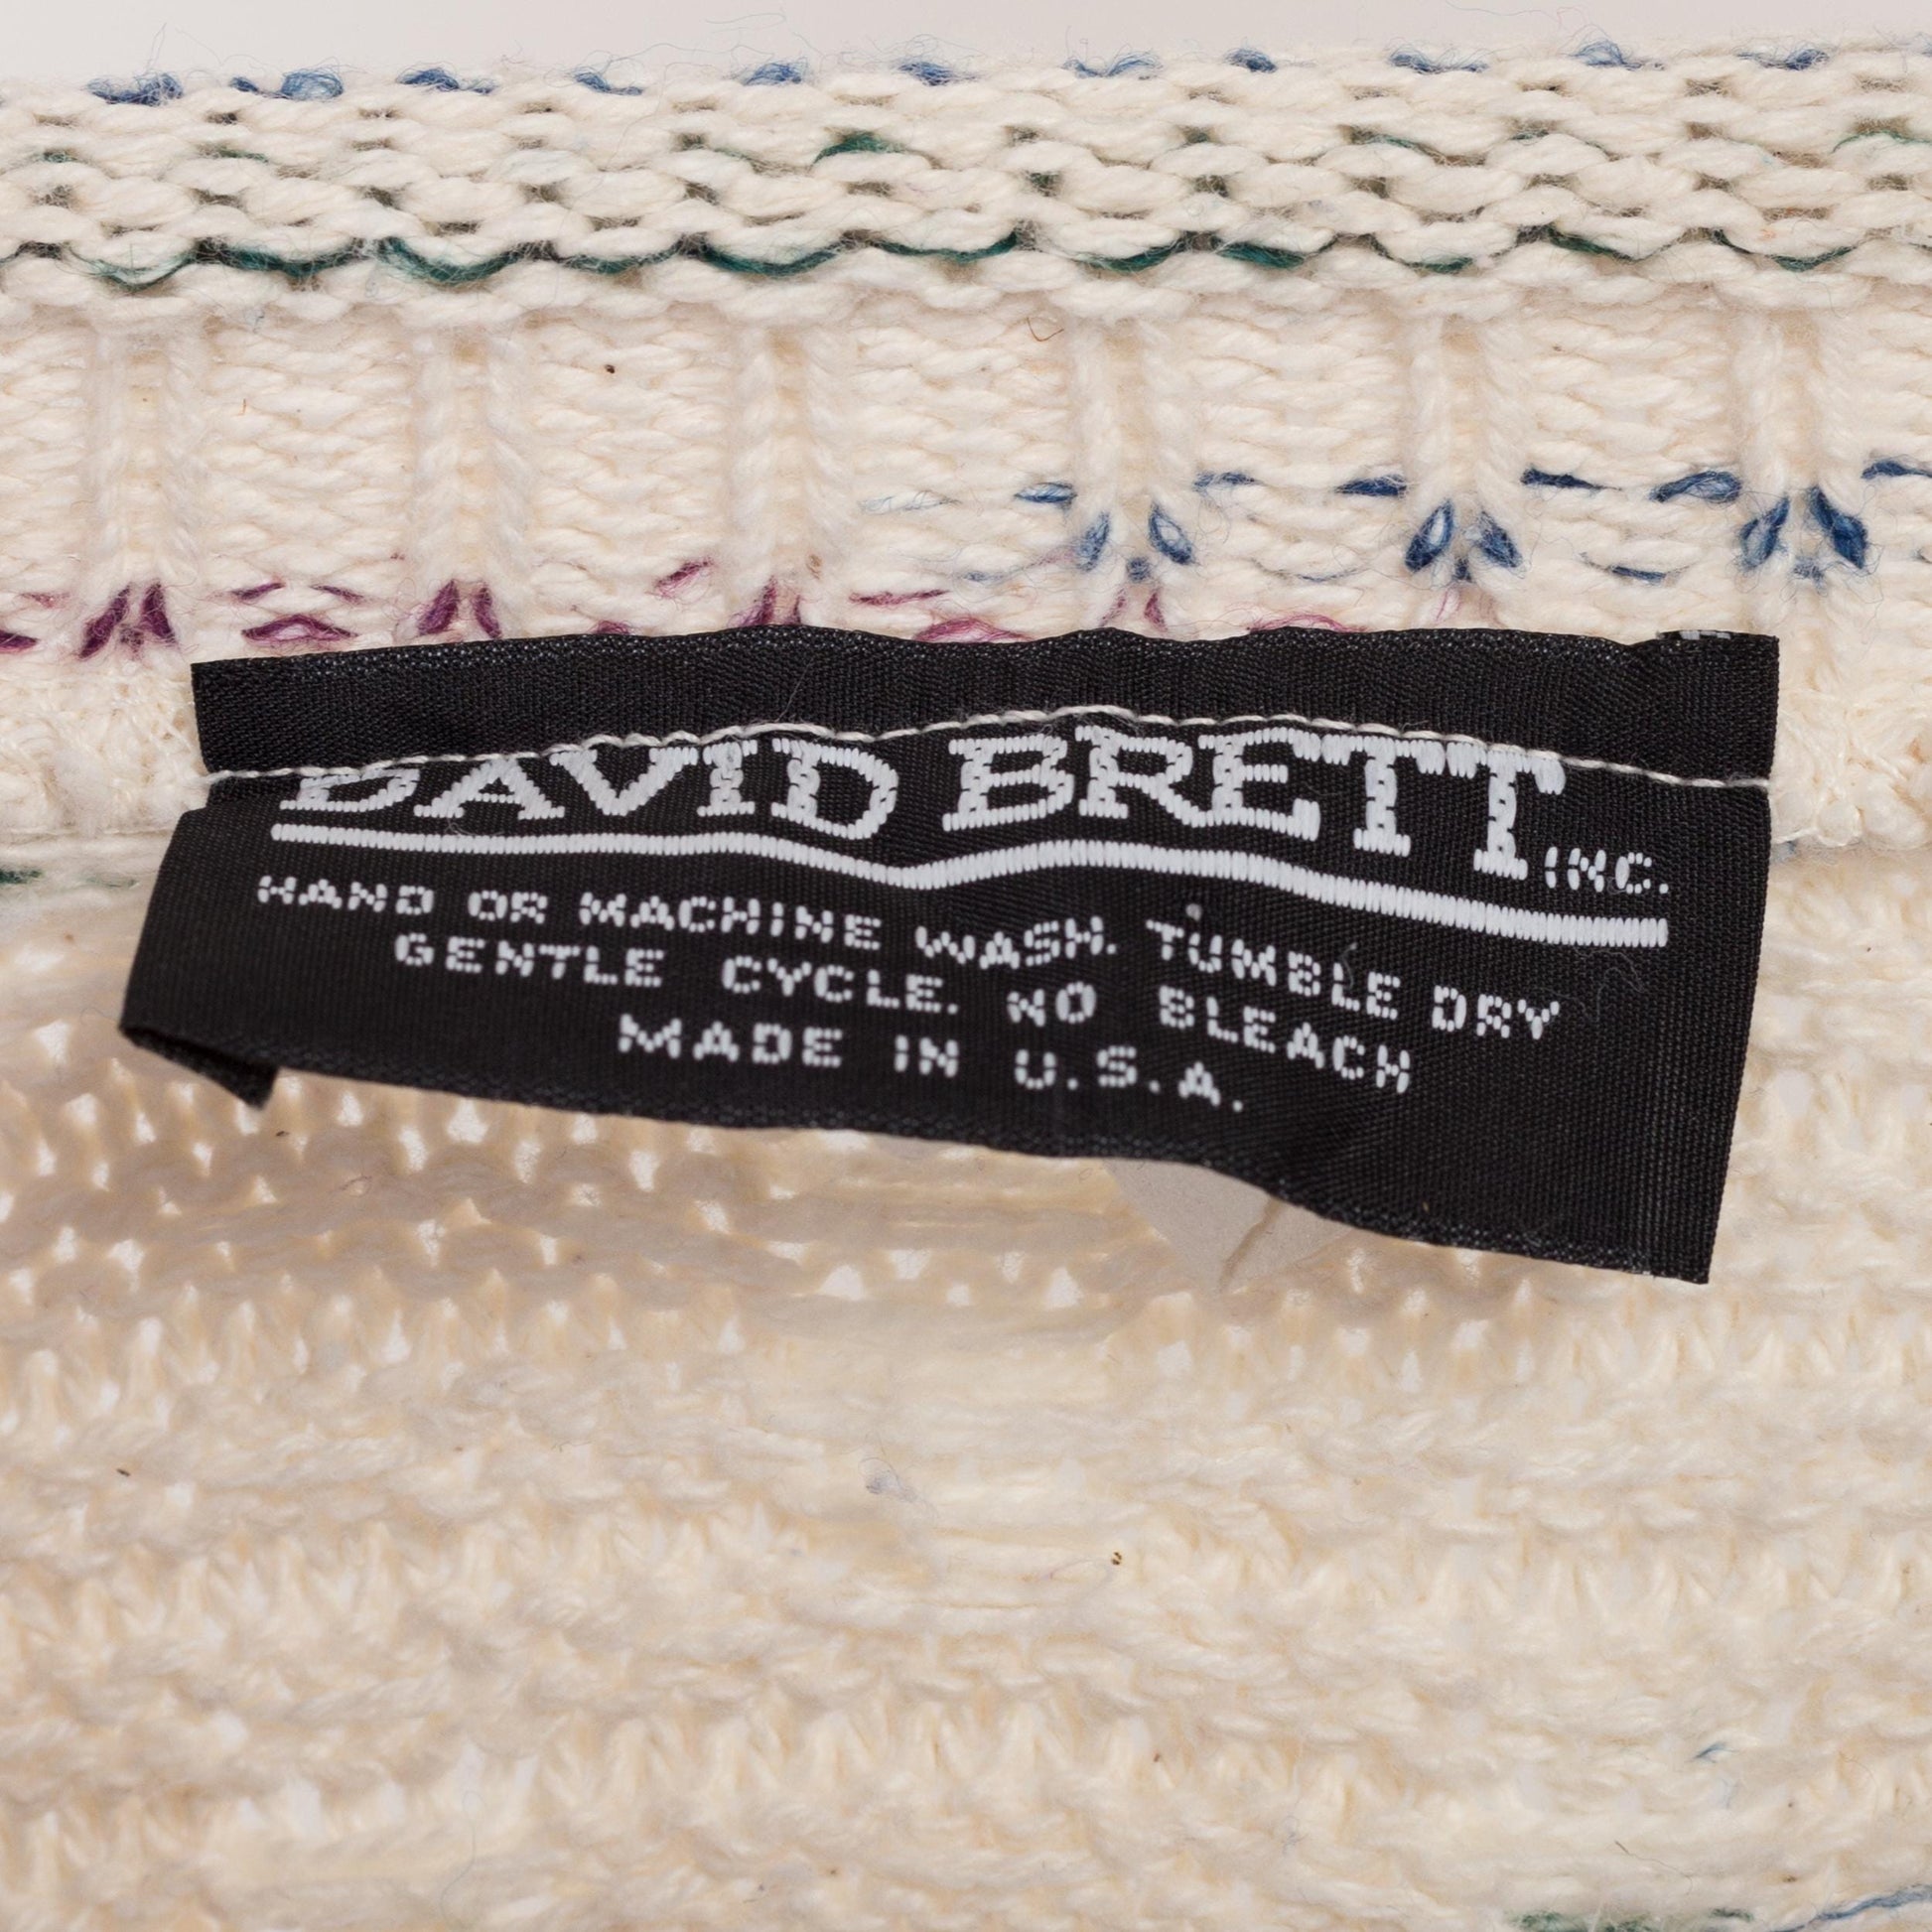 DAVID BRETT INC.
HAND OR MACHINE WASH. TUMBLE DRY
GENTLE CYCLE. NO BLEACH
MADE IN U.S.A.